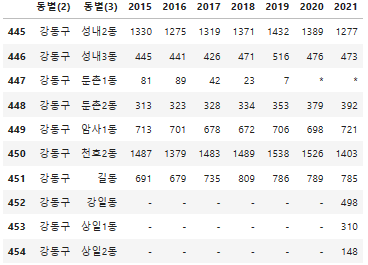 동별(2) 동별(3) 2015 2016 2017 2018 2019 2020 2021
445 강동구 성내2동 1330 1275 1319 1371 1432 1389 1277
446 강동구 성내3동 445 441 426 471 516 476 473
447 강동구 둔촌1동 81 89 42 23 7 * *
448 강동구 둔촌2동 313 323 328 334 353 379 392
449 강동구 암사1동 713 701 678 672 706 698 721
450 강동구 천호2동 1487 1379 1483 1489 1538 1526 1403
451 강동구 길동 691 679 735 809 786 789 785
452 강동구 강일동 - - - - - - 498
453 강동구 상일1동 - - - - - - 310
454 강동구 상일2동 - - - - - - 148